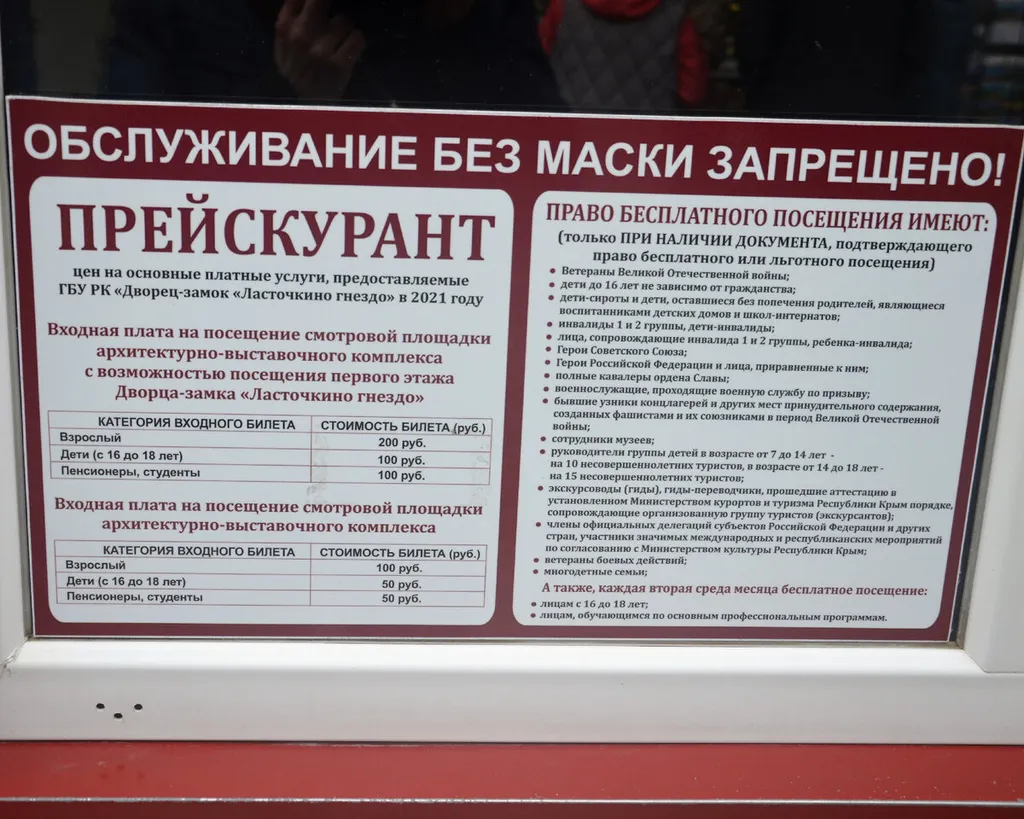 ОБСЛУЖИВАНИЕ БЕЗ МАСКИ ЗАПРЕЩЕНО!
ПРЕЙСКУРАНТ
цен на основные платные услуги, предоставляемые
ГБУ РК «Дворец-замок «Ласточкино гнездо» в 2021 году
Входная плата на посещение смотровой площадки
архитектурно-выставочного комплекса
с возможностью посещения первого этажа
Дворца-замка «Ласточкино гнездо»
КАТЕГОРИЯ ВХОДНОГО БИЛЕТА СТОИМОСТЬ БИЛЕТА (руб.)
Взрослый 200 руб.
Дети (с 16 до 18 лет) 100 руб.
Пенсионеры, студенты 100 руб.
Входная плата на посещение смотровой площадки
архитектурно-выставочного комплекса
КАТЕГОРИЯ ВХОДНОГО БИЛЕТА СТОИМОСТЬ БИЛЕТА (руб.)
Взрослый 100 руб.
Дети (с 16 до 18 лет) 50 руб.
Пенсионеры, студенты 50 руб.
ПРАВО БЕСПЛАТНОГО ПОСЕЩЕНИЯ ИМЕЮТ:
(только ПРИ НАЛИЧИИ ДОКУМЕНТА, подтверждающего
право бесплатного или льготного посещения)
• Ветераны Великой Отечественной войны;
• дети до 16 лет не зависимо от гражданства;
• дети-сироты и дети, оставшиеся без попечения родителей, являющиеся
воспитанниками детских домов и школ-интернатов;
• инвалиды 1 и 2 группы, дети-инвалиды;
• лица, сопровождающие инвалида 1 и 2 группы, ребенка-инвалида;
• Герои Советского Союза;
• Герои Российской Федерации и лица, приравненные к ним;
• полные кавалеры ордена Славы;
• военнослужащие, проходящие военную службу по призыву;
• бывшие узники концлагерей и других мест принудительного содержания,
созданных фашистами и их союзниками в период Великой Отечественной
войны;
• сотрудники музеев;
• руководители группы детей в возрасте от 7 до 14 лет -
на 10 несовершеннолетних туристов, в возрасте от 14 до 18 лет -
на 15 несовершеннолетних туристов;
• экскурсоводы (гиды), гиды-переводчики, прошедшие аттестацию в
установленном Министерством курортов и туризма Республики Крым порядке,
сопровождающие организованную группу туристов (экскурсантов);
• члены официальных делегаций субъектов Российской Федерации и других
стран, участники значимых международных и республиканских мероприятий
по согласованию с Министерством культуры Республики Крым;
• ветераны боевых действий;
• многодетные семьи;
А также, каждая вторая среда месяца бесплатное посещение:
• лицам с 16 до 18 лет;
• лицам, обучающимся по основным профессиональным программам.